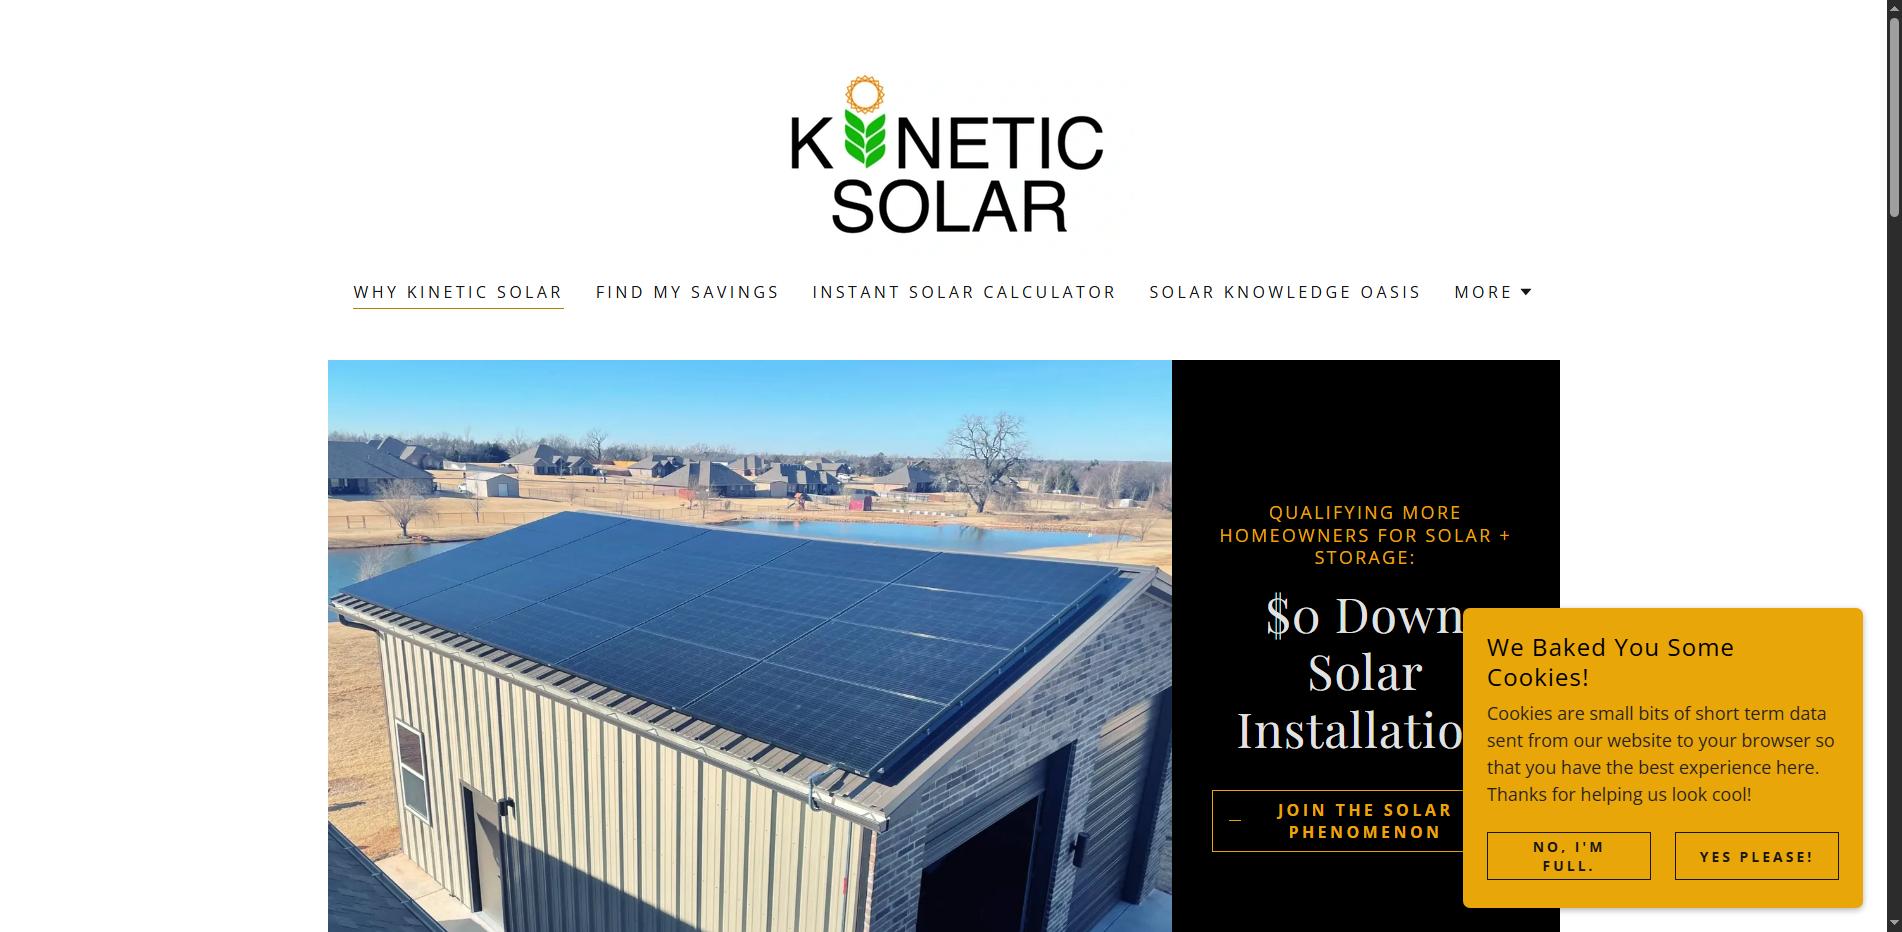 K NETIC
SOLAR
WHY KINETIC SOLAR
FIND MY SAVINGS
INSTANT SOLAR CALCULATOR
SOLAR KNOWLEDGE OASIS
MORE
QUALIFYING MORE
HOMEOWNERS FOR SOLAR +
STORAGE:
$0 Down
Solar
Installatio
JOIN THE SOLAR
PHENOMENON
We Baked You Some
Cookies!
Cookies are small bits of short term data
sent from our website to your browser so
that you have the best experience here.
Thanks for helping us look cool!
NO, I'M
FULL.
YES PLEASE!